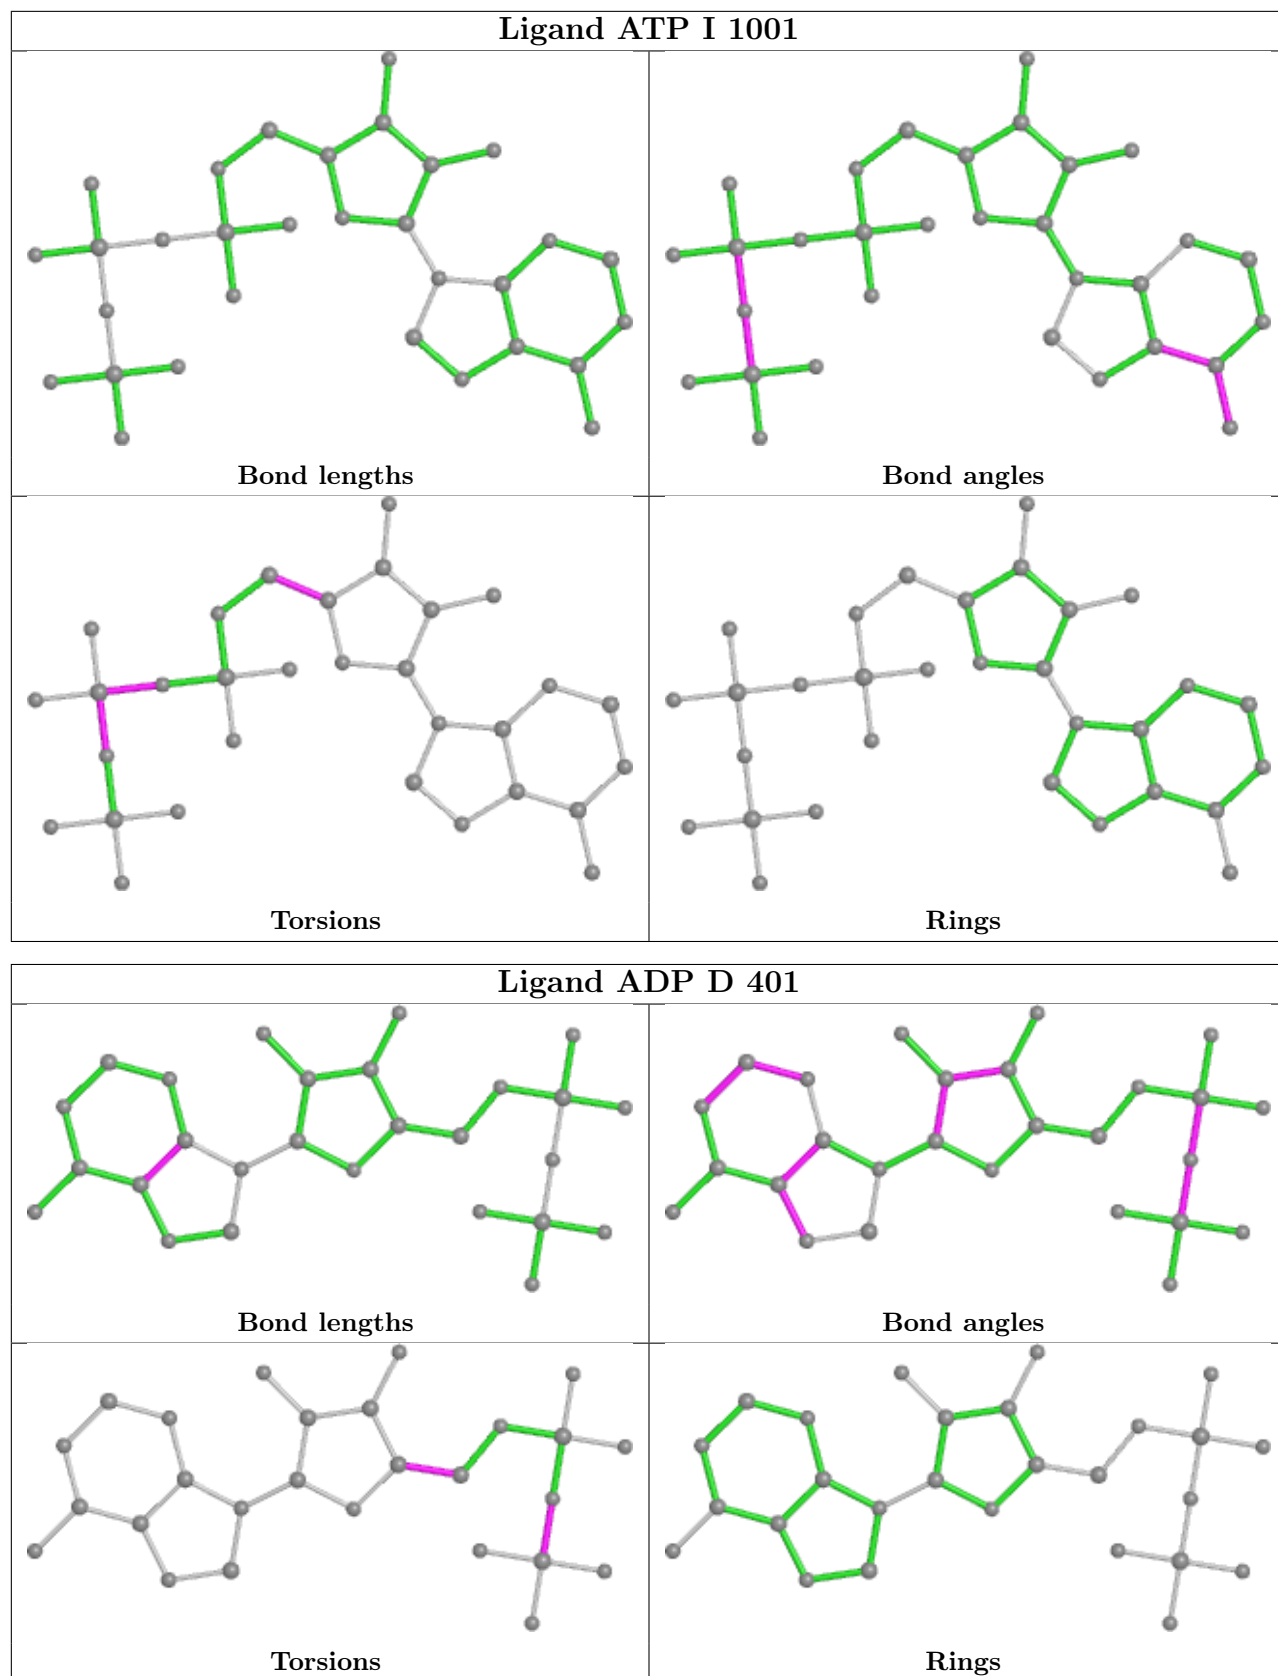 Ligand ATP I 1001
Bond lengths
Bond angles
Torsions
Rings
Ligand ADP D 401
Bond lengths
Bond angles
Torsions
Rings